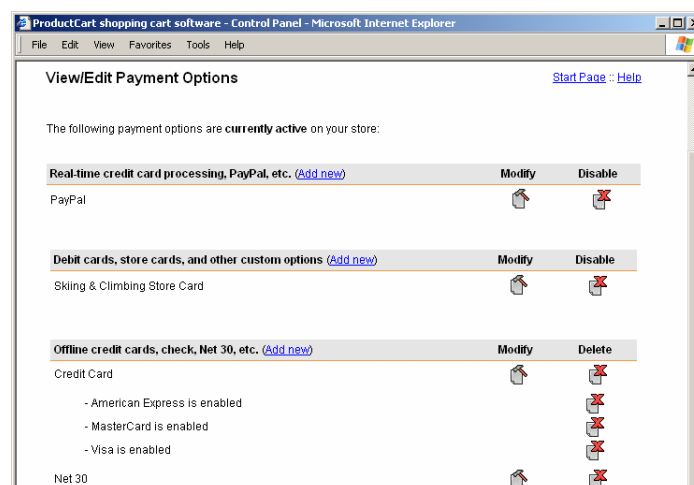 ProductCart shopping cart software - Control Panel - Microsoft Internet Explorer
File Edit View Favorites Tools Help
View/Edit Payment Options Start Page :: Help
The following payment options are currently active on your store:
Real-time credit card processing, PayPal, etc. (Add new) Modify Disable
PayPal
Debit cards, store cards, and other custom options (Add new) Modify Disable
Skiing & Climbing Store Card
Offline credit cards, check, Net 30, etc. (Add new) Modify Delete
Credit Card
- American Express is enabled
- MasterCard is enabled
- Visa is enabled
Net 30